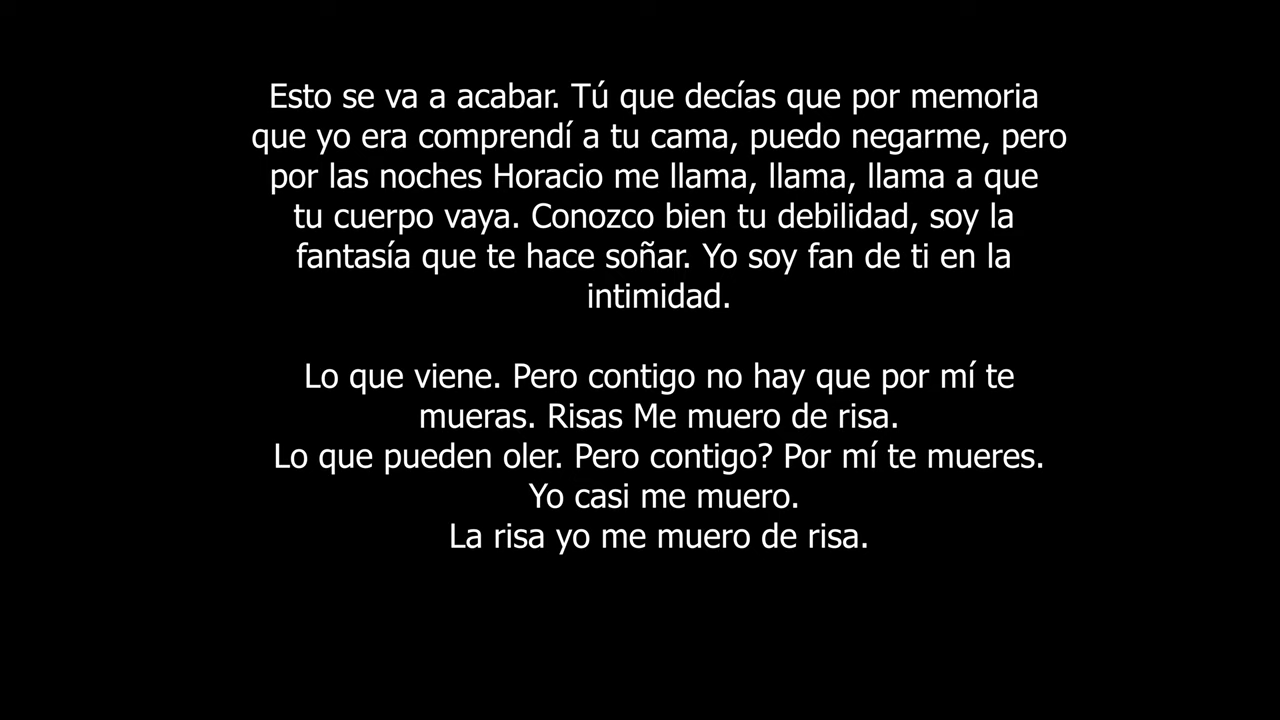 Esto se va a acabar. Tú que decías que por memoria
que yo era comprendí a tu cama, puedo negarme, pero
por las noches Horacio me llama, llama, llama a que
tu cuerpo vaya. Conozco bien tu debilidad, soy la
fantasía que te hace soñar. Yo soy fan de ti en la
intimidad.
Lo que viene. Pero contigo no hay que por mí te
mueras. Risas Me muero de risa.
Lo que pueden oler. Pero contigo? Por mí te mueres.
Yo casi me muero.
La risa yo me muero de risa.